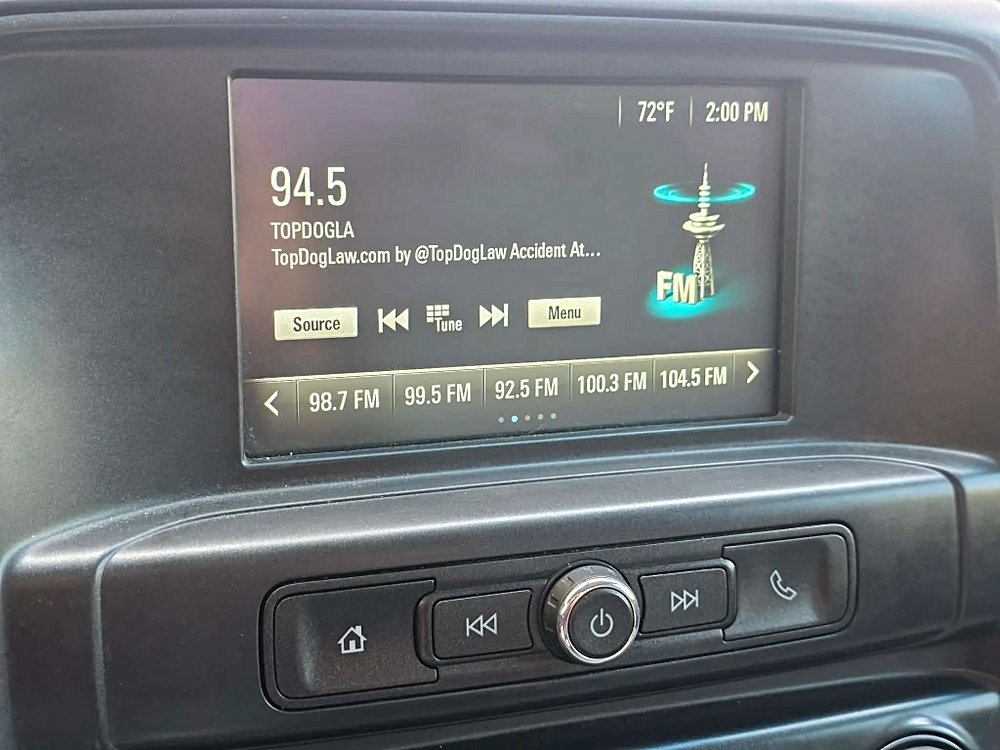 72°F 2:00 PM
94.5
TOPDOGLA
TopDogLaw.com by @TopDogLaw Accident At...
FM
Source Tune Menu
98.7 FM 99.5 FM 92.5 FM 100.3 FM 104.5 FM